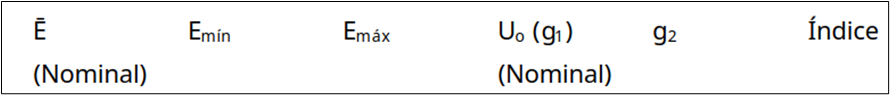 Ē Eₘíₙ Eₘáₓ Uₒ (g₁) g₂ Índice
(Nominal) (Nominal)